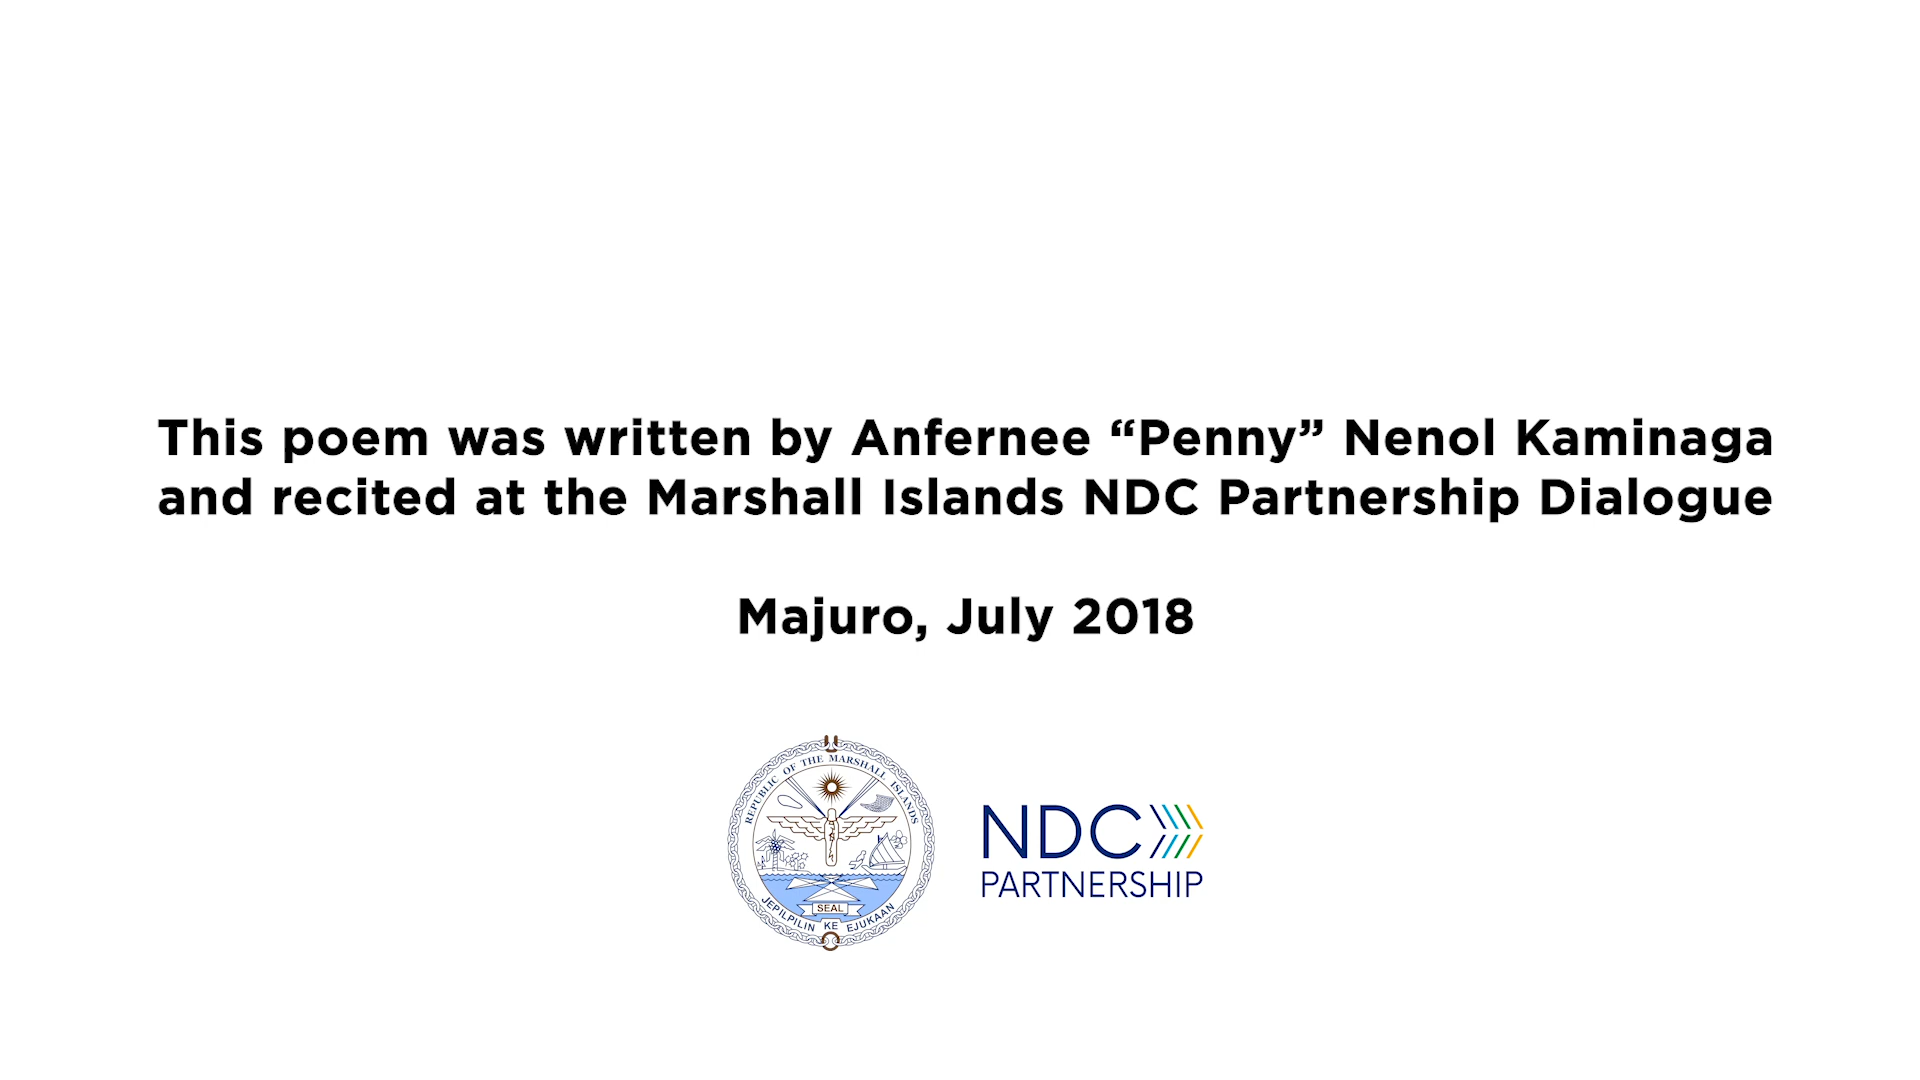 This poem was written by Anfernee “Penny” Nenol Kaminaga
and recited at the Marshall Islands NDC Partnership Dialogue
Majuro, July 2018
REPUBLIC OF THE MARSHALL ISLANDS
SEAL
JEPILPILIN KE EJUKAAN
NDC
PARTNERSHIP